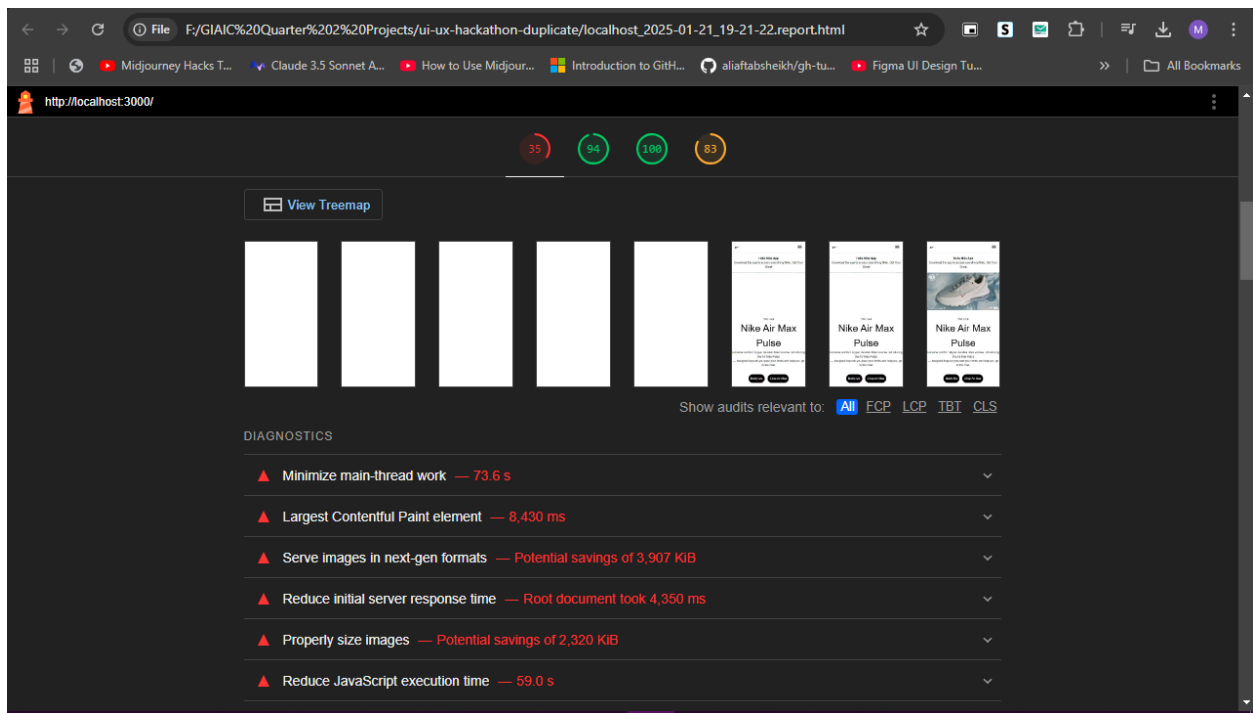 File F:/GIAIC%20Quarter%202%20Projects/ui-ux-hackathon-duplicate/localhost_2025-01-21_19-21-22.report.html S M
Midjourney Hacks T... Claude 3.5 Sonnet A... How to Use Midjour... Introduction to GitH... aliaftabsheikh/gh-tu... Figma UI Design Tu... » All Bookmarks
http://localhost:3000/
35 94 100 83
View Treemap
Nike Air Max Nike Air Max Nike Air Max
Pulse Pulse Pulse
Show audits relevant to: All FCP LCP TBT CLS
DIAGNOSTICS
Minimize main-thread work — 73.6 s
Largest Contentful Paint element — 8,430 ms
Serve images in next-gen formats — Potential savings of 3,907 KiB
Reduce initial server response time — Root document took 4,350 ms
Properly size images — Potential savings of 2,320 KiB
Reduce JavaScript execution time — 59.0 s